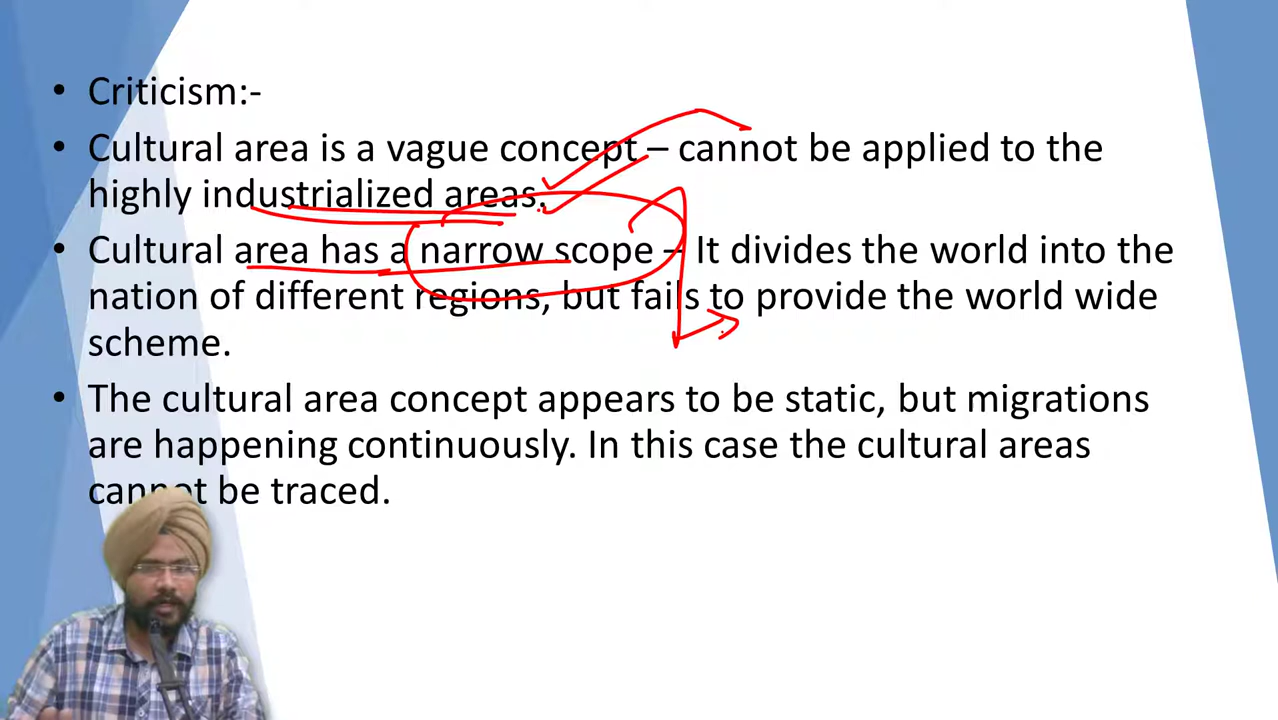 • Criticism:-
• Cultural area is a vague concept – cannot be applied to the
highly industrialized areas.
• Cultural area has a narrow scope – It divides the world into the
nation of different regions, but fails to provide the world wide
scheme.
• The cultural area concept appears to be static, but migrations
are happening continuously. In this case the cultural areas
cannot be traced.